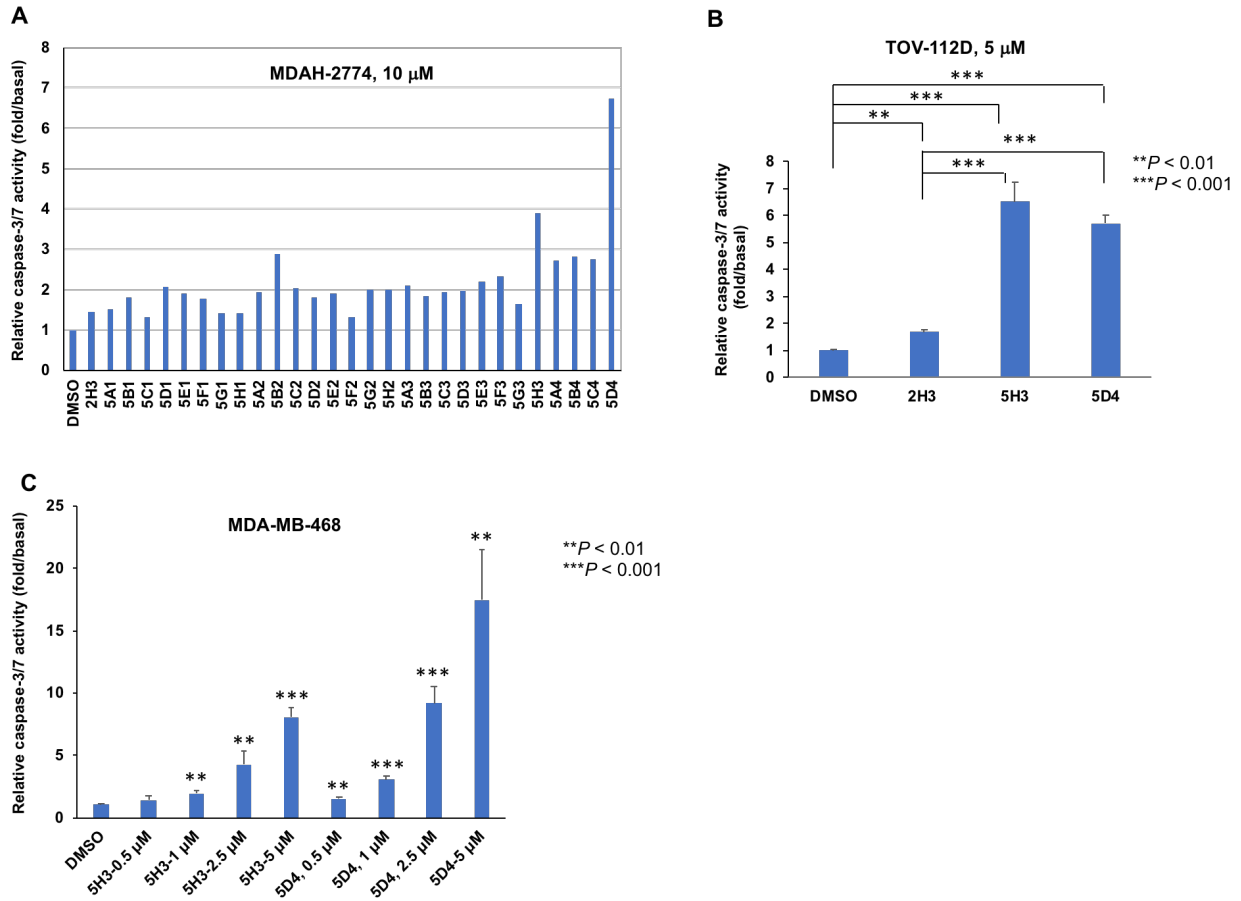 A
MDAH-2774, 10 μM
Relative caspase-3/7 activity (fold/basal)
8
7
6
5
4
3
2
1
0
DMSO 2H3 5A1 5B1 5C1 5D1 5E1 5F1 5G1 5H1 5A2 5B2 5C2 5D2 5E2 5F2 5G2 5H2 5A3 5B3 5C3 5D3 5E3 5F3 5G3 5H3 5A4 5B4 5C4 5D4
B
TOV-112D, 5 μM
***
***
**
***
***
**P < 0.01
***P < 0.001
Relative caspase-3/7 activity
(fold/basal)
8
7
6
5
4
3
2
1
0
DMSO 2H3 5H3 5D4
C
MDA-MB-468
**P < 0.01
***P < 0.001
Relative caspase-3/7 activity (fold/basal)
25
20
15
10
5
0
** ** *** ** *** *** **
DMSO 5H3-0.5 μM 5H3-1 μM 5H3-2.5 μM 5H3-5 μM 5D4, 0.5 μM 5D4, 1 μM 5D4, 2.5 μM 5D4-5 μM